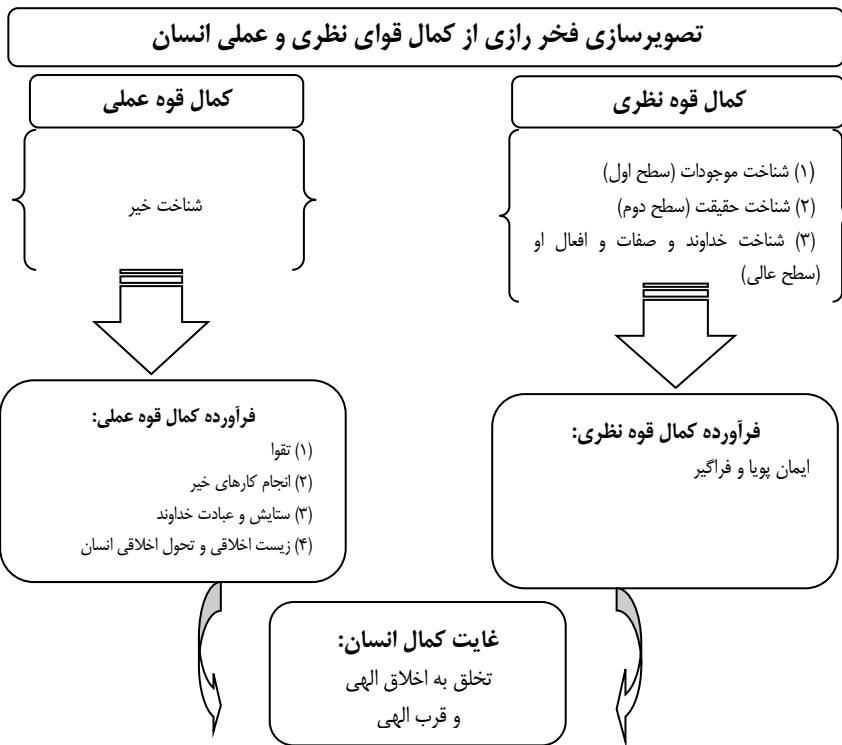 تصویرسازی فخر رازی از کمال قوای نظری و عملی انسان
کمال قوه نظری
(۱) شناخت موجودات (سطح اول)
(۲) شناخت حقیقت (سطح دوم)
(۳) شناخت خداوند و صفات و افعال او
(سطح عالی)
کمال قوه عملی
شناخت خیر
فرآورده کمال قوه نظری:
ایمان پویا و فراگیر
فرآورده کمال قوه عملی:
(۱) تقوا
(۲) انجام کارهای خیر
(۳) ستایش و عبادت خداوند
(۴) زیست اخلاقی و تحول اخلاقی انسان
غایت کمال انسان:
تخلق به اخلاق الهی
و قرب الهی